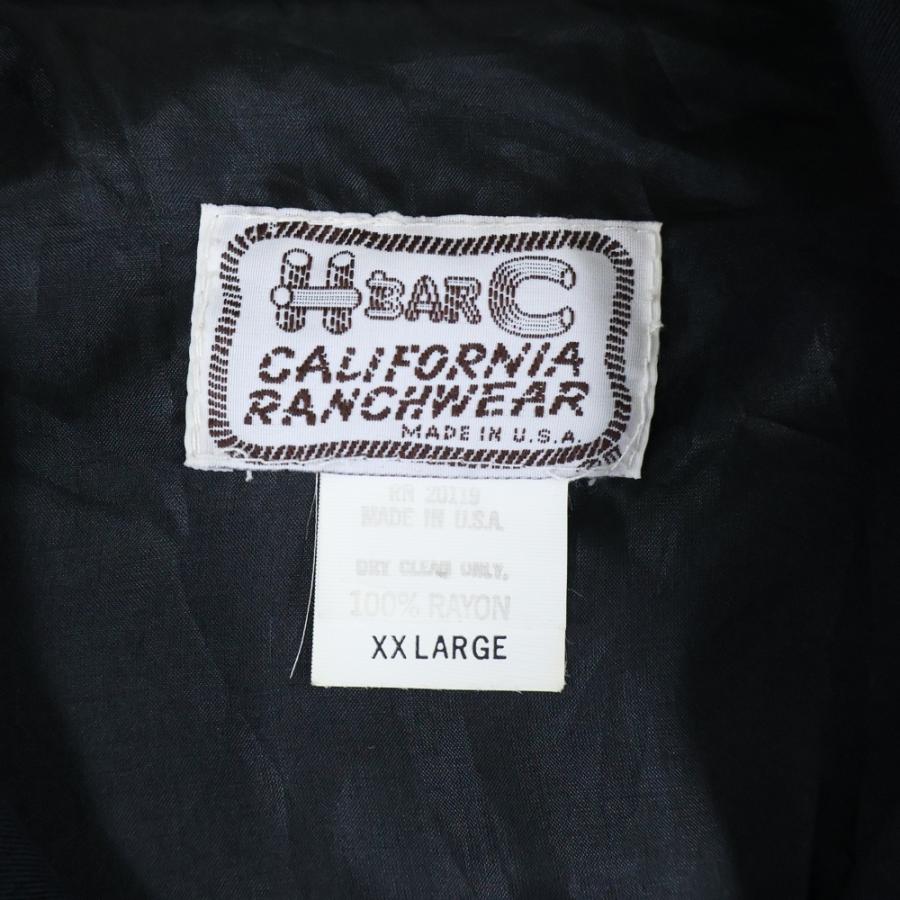 H BAR C
CALIFORNIA
RANCHWEAR
MADE IN U.S.A
RN 20119
MADE IN U.S.A.
DRY CLEAN ONLY.
100% RAYON
XX LARGE